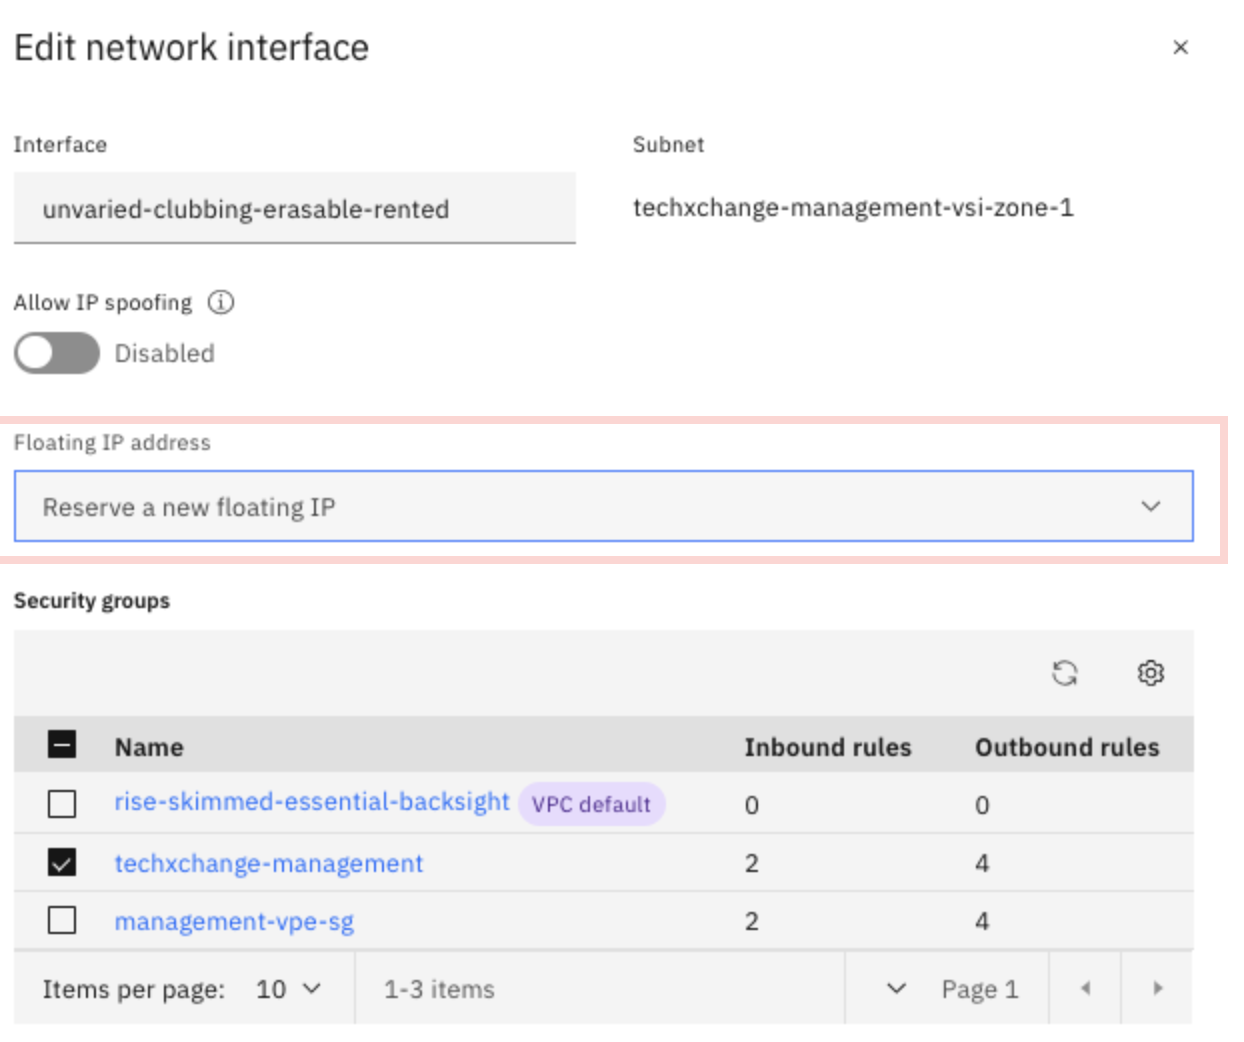 Edit network interface
Interface
Subnet
unvaried-clubbing-erasable-rented
techxchange-management-vsi-zone-1
Allow IP spoofing
Disabled
Floating IP address
Reserve a new floating IP
Security groups
Name Inbound rules Outbound rules
rise-skimmed-essential-backsight VPC default 0 0
techxchange-management 2 4
management-vpe-sg 2 4
Items per page: 10 1-3 items Page 1